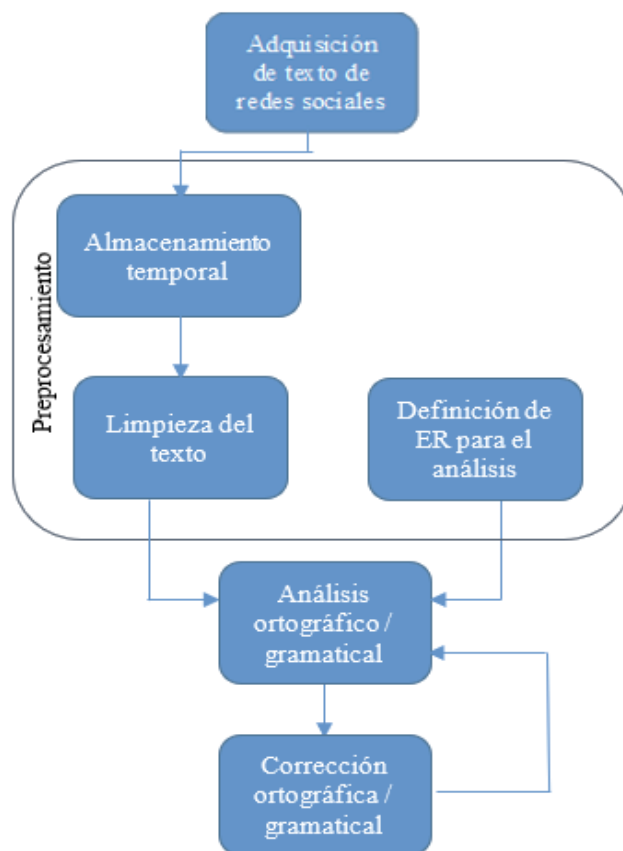 Adquisición
de texto de
redes sociales
Preprocesamiento
Almacenamiento
temporal
Limpieza del
texto
Definición de
ER para el
análisis
Análisis
ortográfico /
gramatical
Corrección
ortográfica /
gramatical